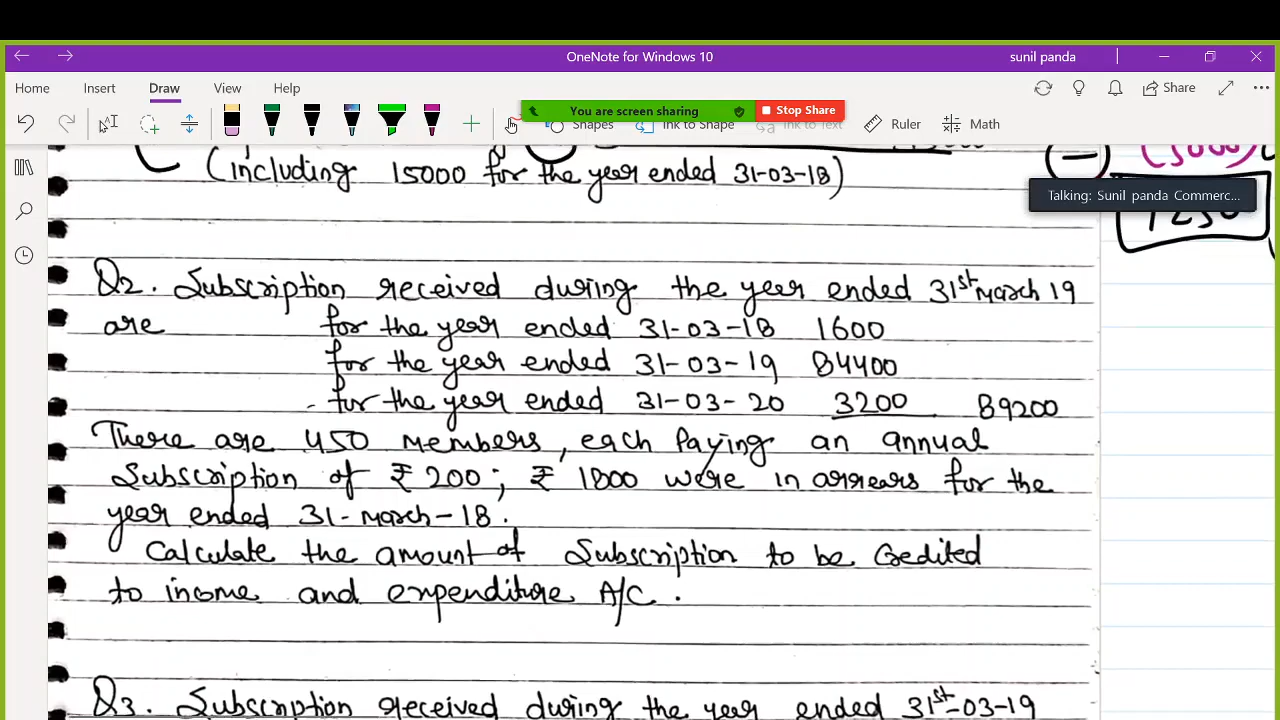 OneNote for Windows 10
sunil panda
Home Insert Draw View Help
You are screen sharing
Stop Share
Share
Shapes
Ink to Shape
Ink to Text
Ruler
Math
(including 15000 for the year ended 31-03-18)
(-) (5000)
Talking: Sunil panda Commerc...
Q2. Subscription received during the year ended 31st March 19
are for the year ended 31-03-18 1600
for the year ended 31-03-19 84400
for the year ended 31-03-20 3200 89200
There are 450 members, each Paying an annual
Subscription of ₹ 200; ₹ 1800 were in arrears for the
year ended 31-March-18.
Calculate the amount of Subscription to be Credited
to income and expenditure A/C.
Q3. Subscription received during the year ended 31st-03-19